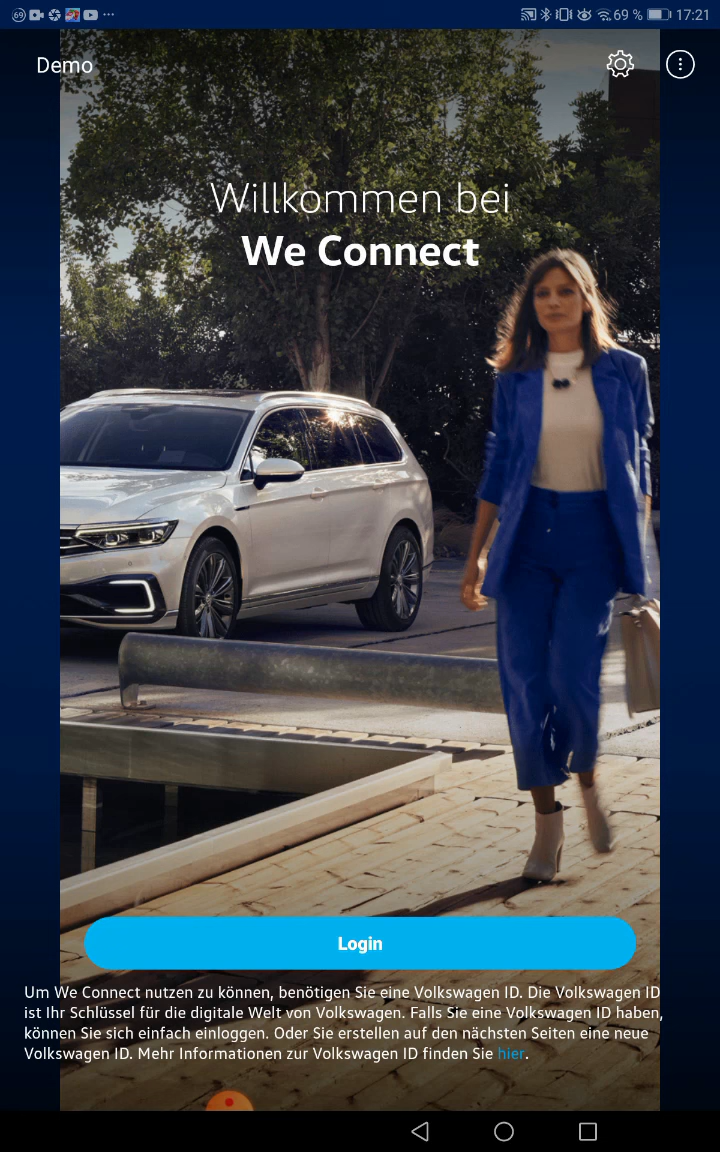 69 69 % 17:21
Demo
Willkommen bei
We Connect
Login
Um We Connect nutzen zu können, benötigen Sie eine Volkswagen ID. Die Volkswagen ID
ist Ihr Schlüssel für die digitale Welt von Volkswagen. Falls Sie eine Volkswagen ID haben,
können Sie sich einfach einloggen. Oder Sie erstellen auf den nächsten Seiten eine neue
Volkswagen ID. Mehr Informationen zur Volkswagen ID finden Sie hier.